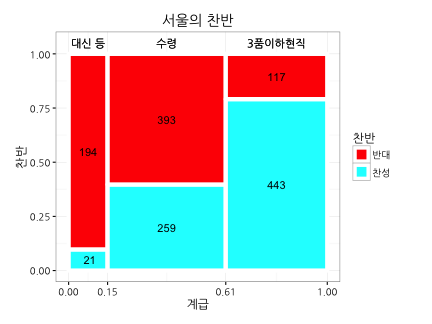 서울의 찬반
대신 등 수령 3품이하현직
1.00
0.75
0.50
0.25
0.00
찬반
194 393 117
21 259 443
0.00 0.15 0.61 1.00
계급
찬반
반대
찬성